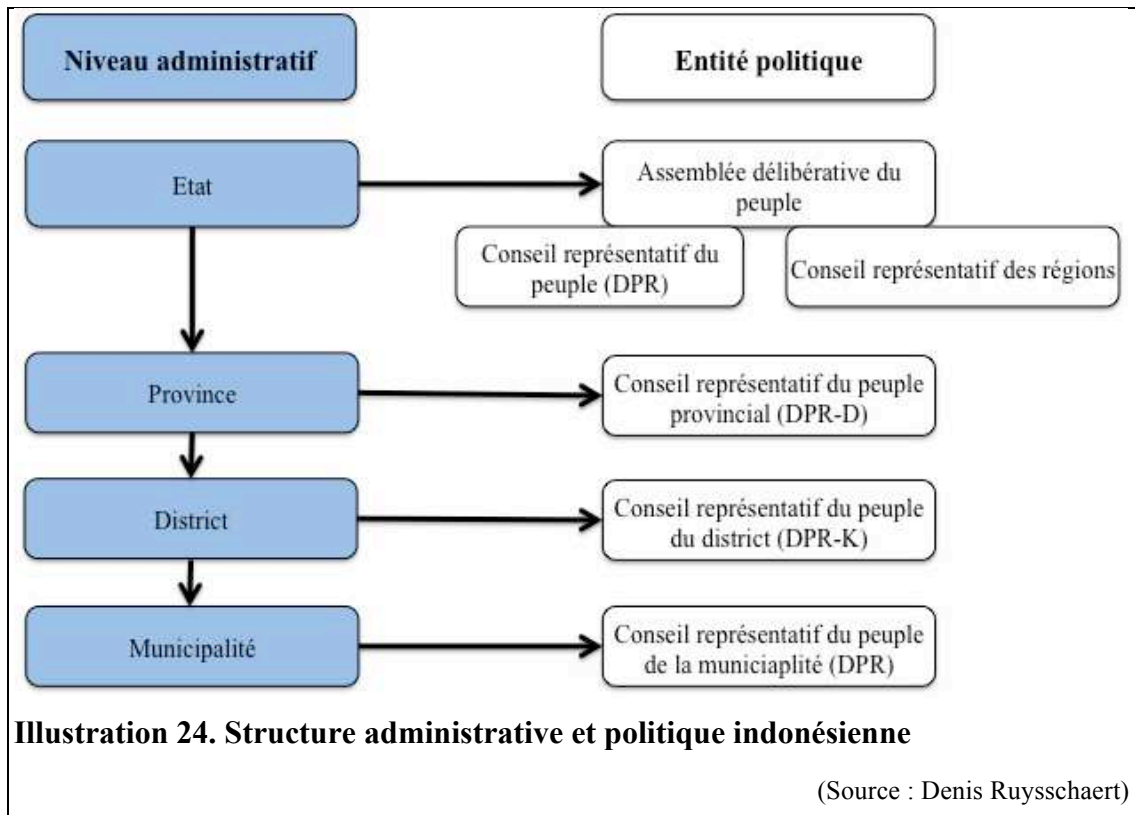 Niveau administratif
Entité politique
Etat
Assemblée délibérative du
peuple
Conseil représentatif du
peuple (DPR)
Conseil représentatif des régions
Province
Conseil représentatif du peuple
provincial (DPR-D)
District
Conseil représentatif du peuple
du district (DPR-K)
Municipalité
Conseil représentatif du peuple
de la municiaplité (DPR)
Illustration 24. Structure administrative et politique indonésienne
(Source : Denis Ruysschaert)